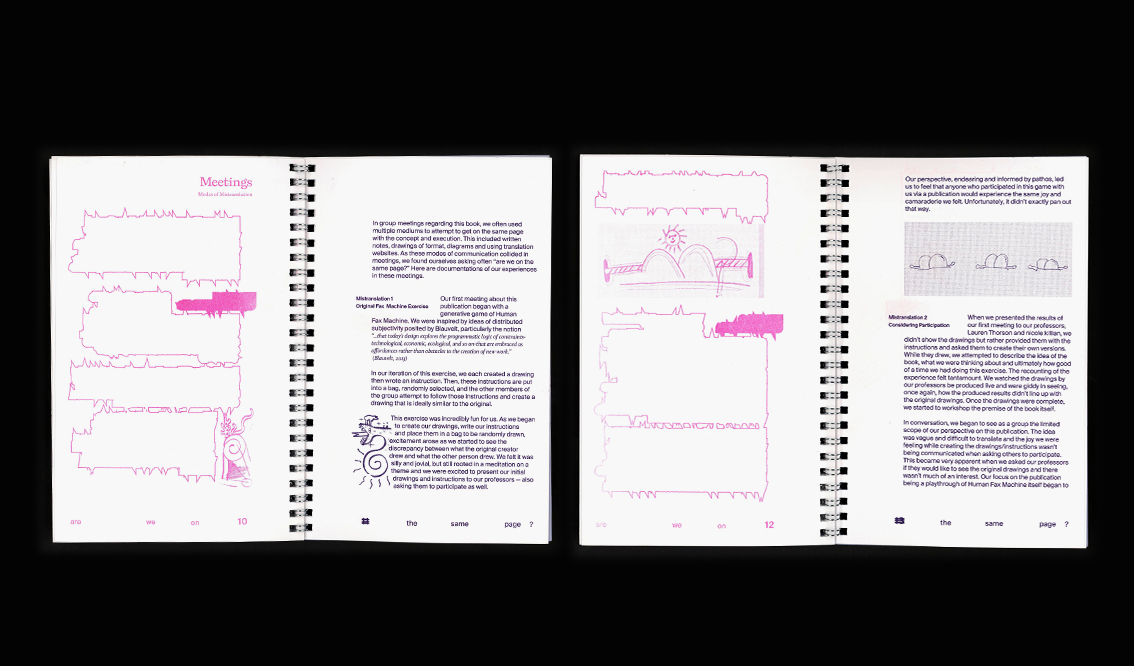 Meetings
Modes of Mistranslation
are we on 10
In group meetings regarding this book, we often used
multiple mediums to attempt to get on the same page
with the concept and execution. This included written
notes, drawings of format, diagrams and using translation
websites. As these modes of communication collided in
meetings, we found ourselves asking often "are we on the
same page?" Here are documentations of our experiences
in these meetings.
Mistranslation 1
Original Fax Machine Exercise
Our first meeting about this
publication began with a
generative game of Human
Fax Machine. We were inspired by ideas of distributed
subjectivity posited by Blauvelt, particularly the notion
"...that today's design explores the programmatic logic of constraints-
technological, economic, ecological, and so on-that are embraced as
affordances rather than obstacles to the creation of new work."
(Blauvelt, 2013)
In our iteration of this exercise, we each created a drawing
then wrote an instruction. Then, these instructions are put
into a bag, randomly selected, and the other members of
the group attempt to follow those instructions and create a
drawing that is ideally similar to the original.
This exercise was incredibly fun for us. As we began
to create our drawings, write our instructions
and place them in a bag to be randomly drawn,
excitement arose as we started to see the
discrepancy between what the original creator
drew and what the other person drew. We felt it was
silly and jovial, but still rooted in a meditation on a
theme and we were excited to present our initial
drawings and instructions to our professors — also
asking them to participate as well.
the same page ?
are we on 12
Our perspective, endearing and informed by pathos, led
us to feel that anyone who participated in this game with
us via a publication would experience the same joy and
camaraderie we felt. Unfortunately, it didn't exactly pan out
that way.
Mistranslation 2
Considering Participation
When we presented the results of
our first meeting to our professors,
Lauren Thorson and nicole killian, we
didn't show the drawings but rather provided them with the
instructions and asked them to create their own versions.
While they drew, we attempted to describe the idea of the
book, what we were thinking about and ultimately how good
of a time we had doing this exercise. The recounting of the
experience felt tantamount. We watched the drawings by
our professors be produced live and were giddy in seeing,
once again, how the produced results didn't line up with
the original drawings. Once the drawings were complete,
we started to workshop the premise of the book itself.
In conversation, we began to see as a group the limited
scope of our perspective on this publication. The idea
was vague and difficult to translate and the joy we were
feeling while creating the drawings/instructions wasn't
being communicated when asking others to participate.
This became very apparent when we asked our professors
if they would like to see the original drawings and there
wasn't much of an interest. Our focus on the publication
being a playthrough of Human Fax Machine itself began to
the same page ?